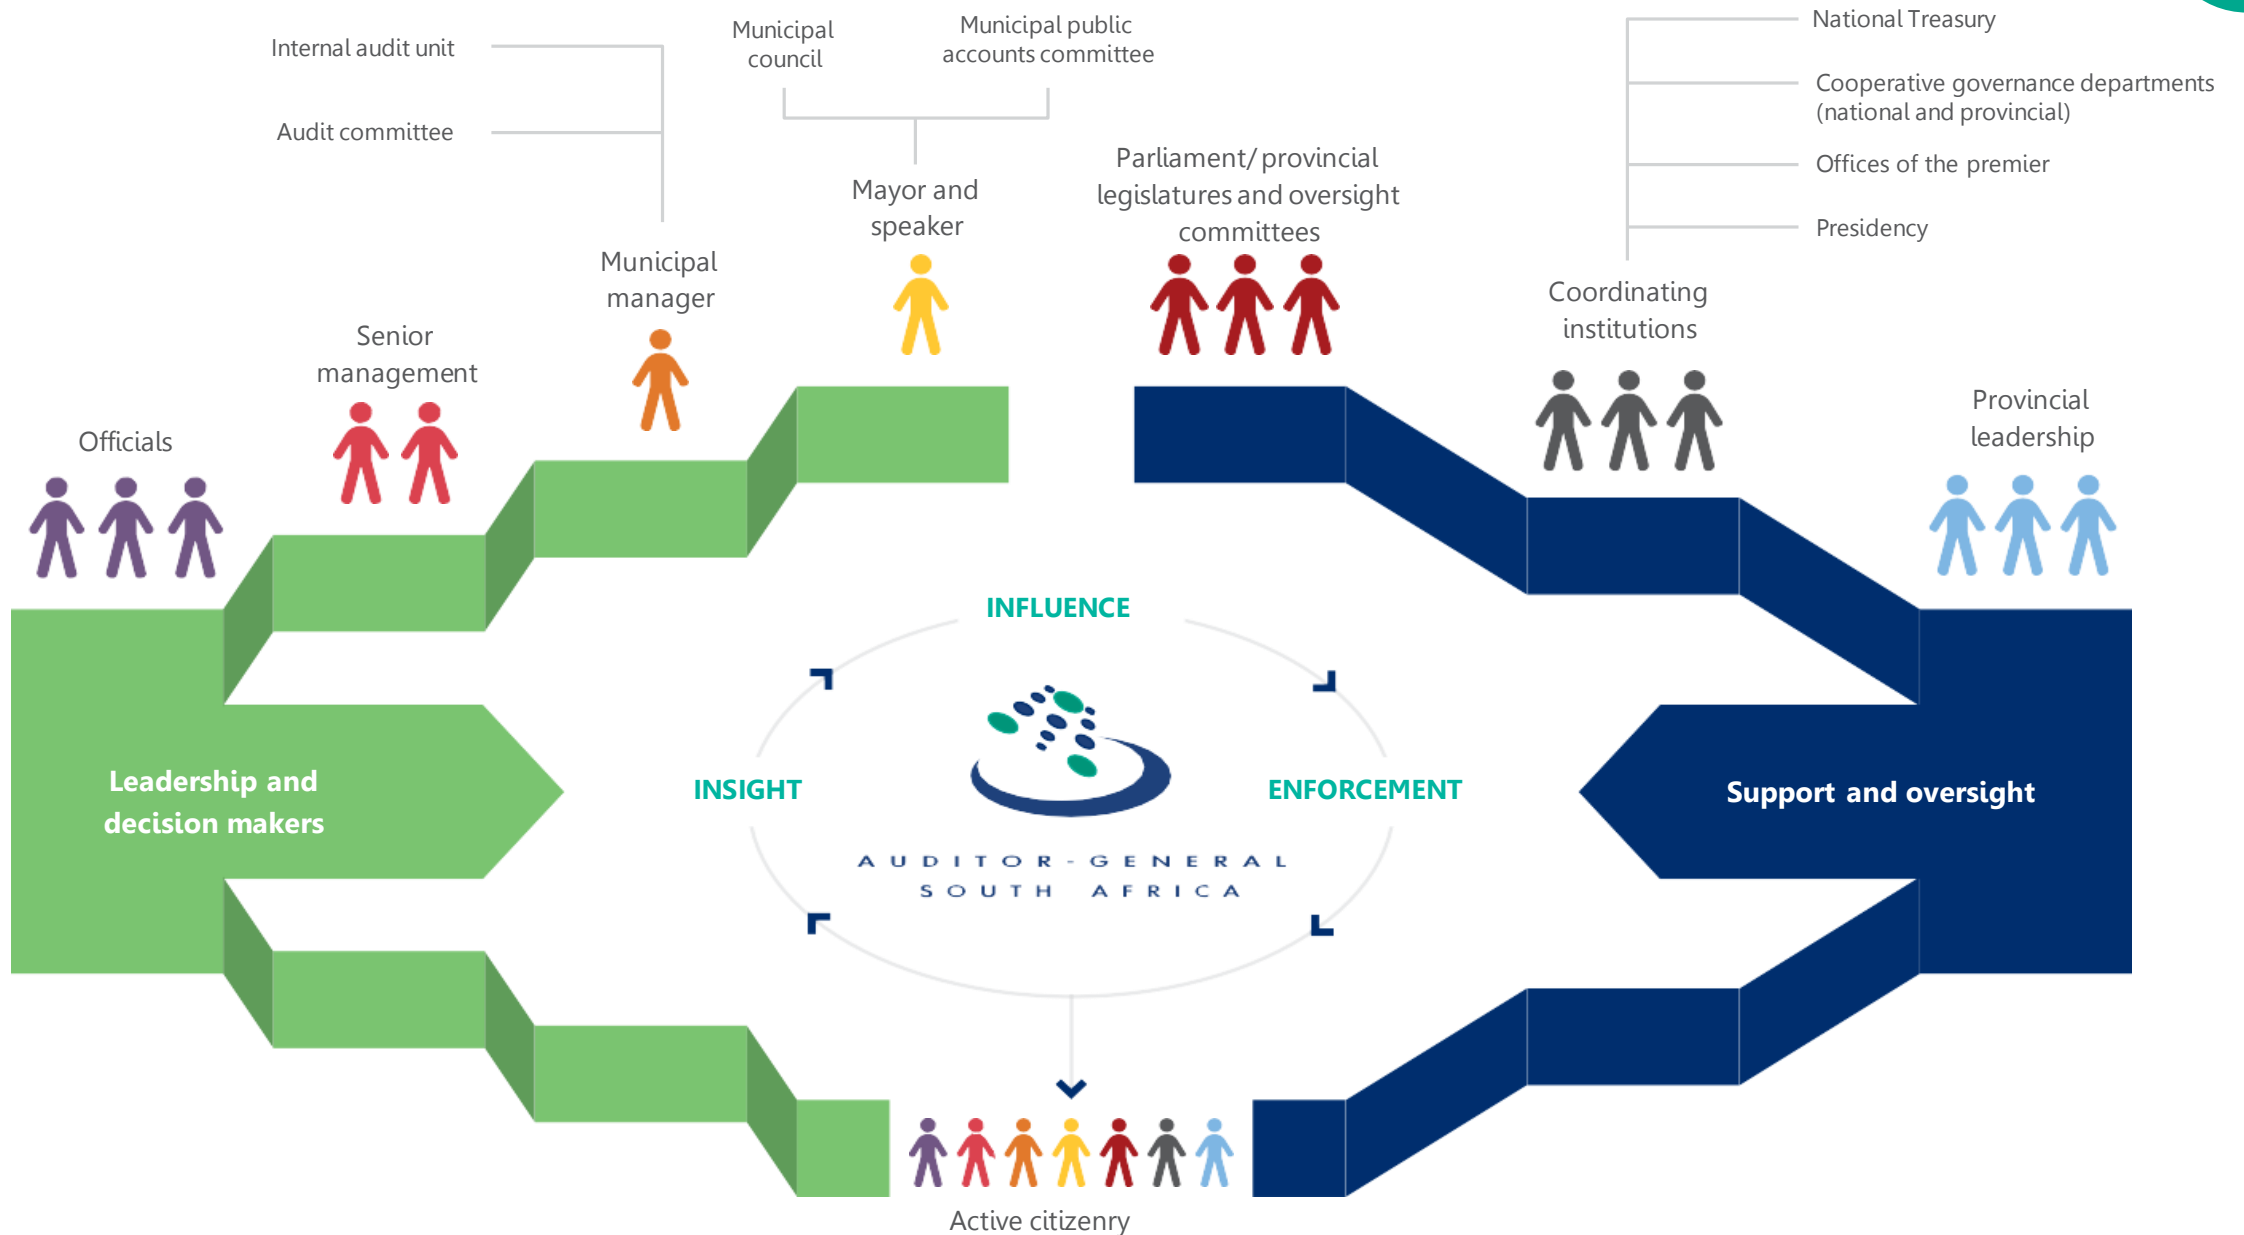 Internal audit unit
Audit committee
Municipal
council
Municipal public
accounts committee
National Treasury
Cooperative governance departments
(national and provincial)
Offices of the premier
Presidency
Officials
Senior
management
Municipal
manager
Mayor and
speaker
Parliament/ provincial
legislatures and oversight
committees
Coordinating
institutions
Provincial
leadership
Leadership and
decision makers
INFLUENCE
INSIGHT
ENFORCEMENT
AUDITOR-GENERAL
SOUTH AFRICA
Support and oversight
Active citizenry